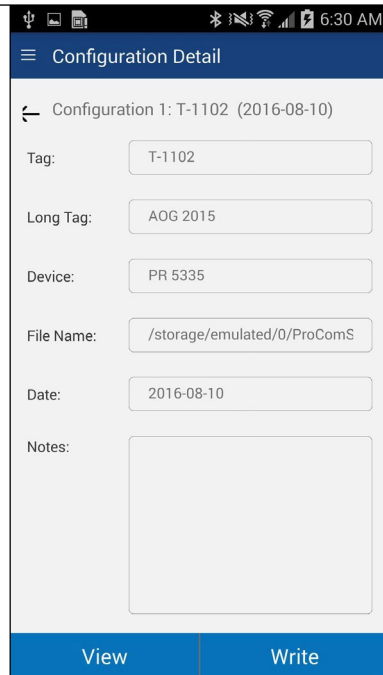 6:30 AM
Configuration Detail
Configuration 1: T-1102 (2016-08-10)
Tag: T-1102
Long Tag: AOG 2015
Device: PR 5335
File Name: /storage/emulated/0/ProComS
Date: 2016-08-10
Notes:
View Write